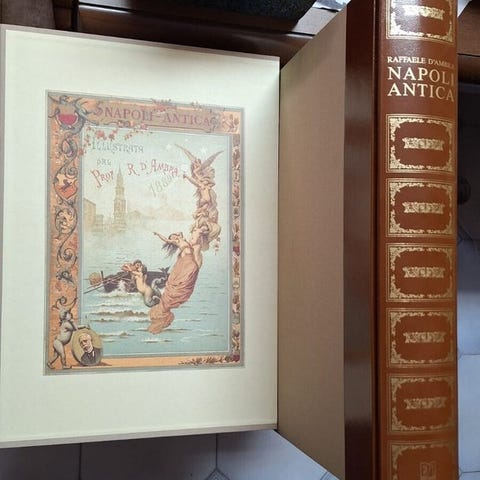 NAPOLI-ANTICA
ILLUSTRATA
DAL
PROF. R. D'AMBRA
1889
RAFFAELE D'AMBRA
NAPOLI
ANTICA